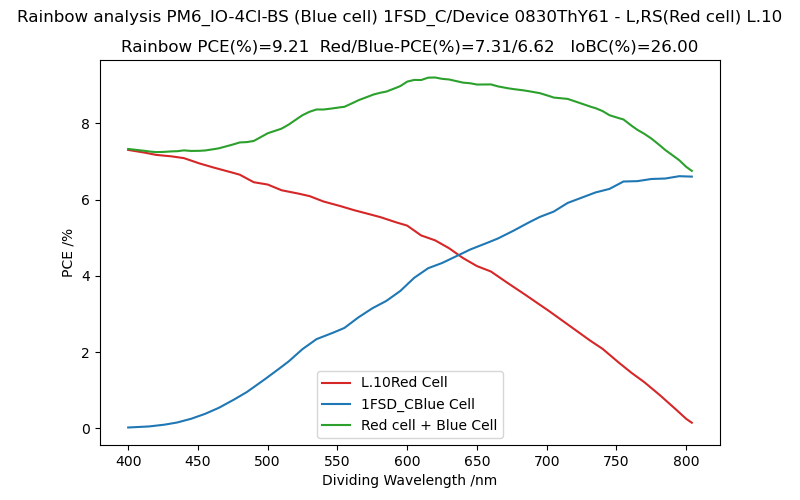 Rainbow analysis PM6_IO-4Cl-BS (Blue cell) 1FSD_C/Device 0830ThY61 - L,RS(Red cell) L.10
Rainbow PCE(%)=9.21 Red/Blue-PCE(%)=7.31/6.62 IoBC(%)=26.00
PCE /%
8
6
4
2
0
L.10Red Cell
1FSD_CBlue Cell
Red cell + Blue Cell
400 450 500 550 600 650 700 750 800
Dividing Wavelength /nm